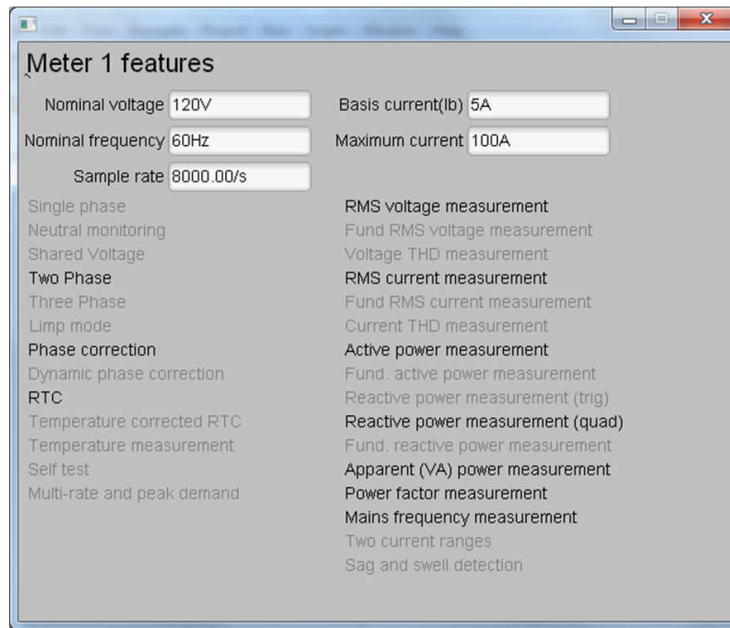 Meter 1 features
Nominal voltage 120V Basis current(Ib) 5A
Nominal frequency 60Hz Maximum current 100A
Sample rate 8000.00/s
Single phase
Neutral monitoring
Shared Voltage
Two Phase
Three Phase
Limp mode
Phase correction
Dynamic phase correction
RTC
Temperature corrected RTC
Temperature measurement
Self test
Multi-rate and peak demand
RMS voltage measurement
Fund RMS voltage measurement
Voltage THD measurement
RMS current measurement
Fund RMS current measurement
Current THD measurement
Active power measurement
Fund. active power measurement
Reactive power measurement (trig)
Reactive power measurement (quad)
Fund. reactive power measurement
Apparent (VA) power measurement
Power factor measurement
Mains frequency measurement
Two current ranges
Sag and swell detection